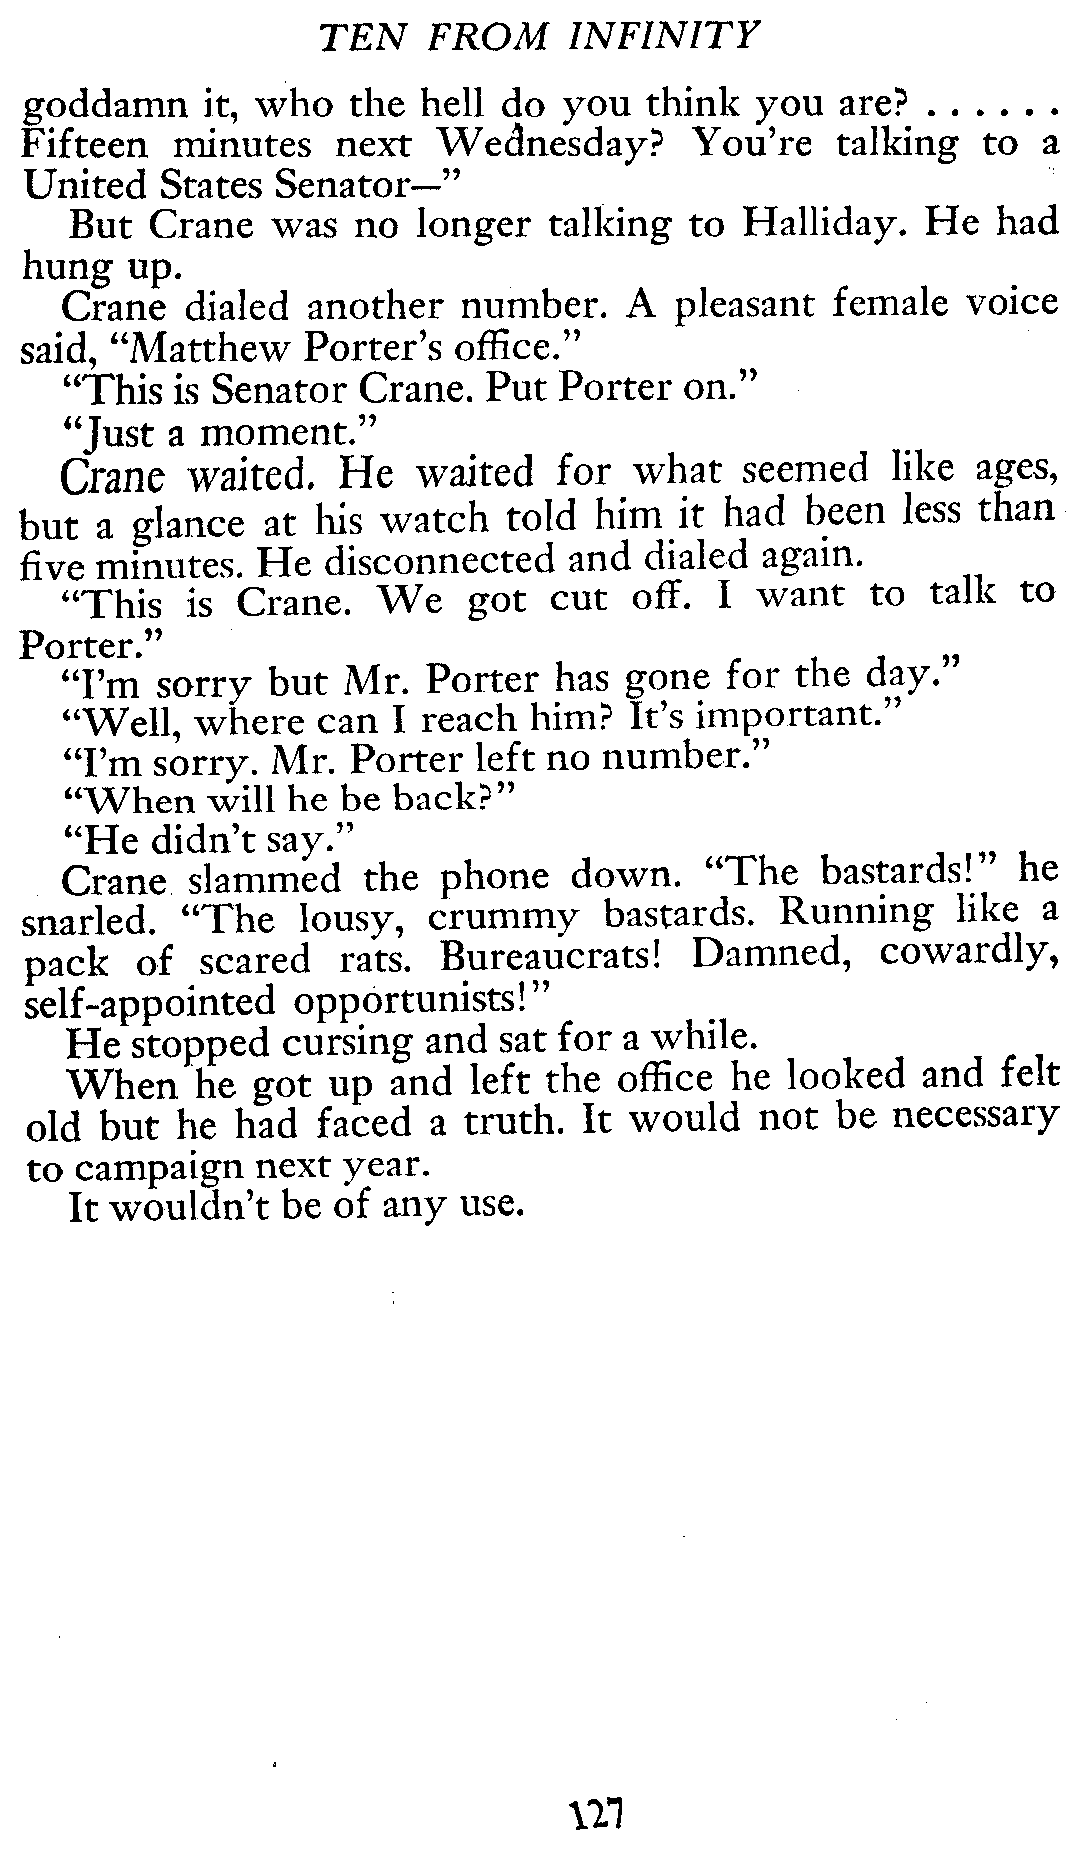 TEN FROM INFINITY
goddamn it, who the hell do you think you are? ......
Fifteen minutes next Wednesday? You're talking to a
United States Senator—"
But Crane was no longer talking to Halliday. He had
hung up.
Crane dialed another number. A pleasant female voice
said, "Matthew Porter's office."
"This is Senator Crane. Put Porter on."
"Just a moment."
Crane waited. He waited for what seemed like ages,
but a glance at his watch told him it had been less than
five minutes. He disconnected and dialed again.
"This is Crane. We got cut off. I want to talk to
Porter."
"I'm sorry but Mr. Porter has gone for the day."
"Well, where can I reach him? It's important."
"I'm sorry. Mr. Porter left no number."
"When will he be back?"
"He didn't say."
Crane slammed the phone down. "The bastards!" he
snarled. "The lousy, crummy bastards. Running like a
pack of scared rats. Bureaucrats! Damned, cowardly,
self-appointed opportunists!"
He stopped cursing and sat for a while.
When he got up and left the office he looked and felt
old but he had faced a truth. It would not be necessary
to campaign next year.
It wouldn't be of any use.
127